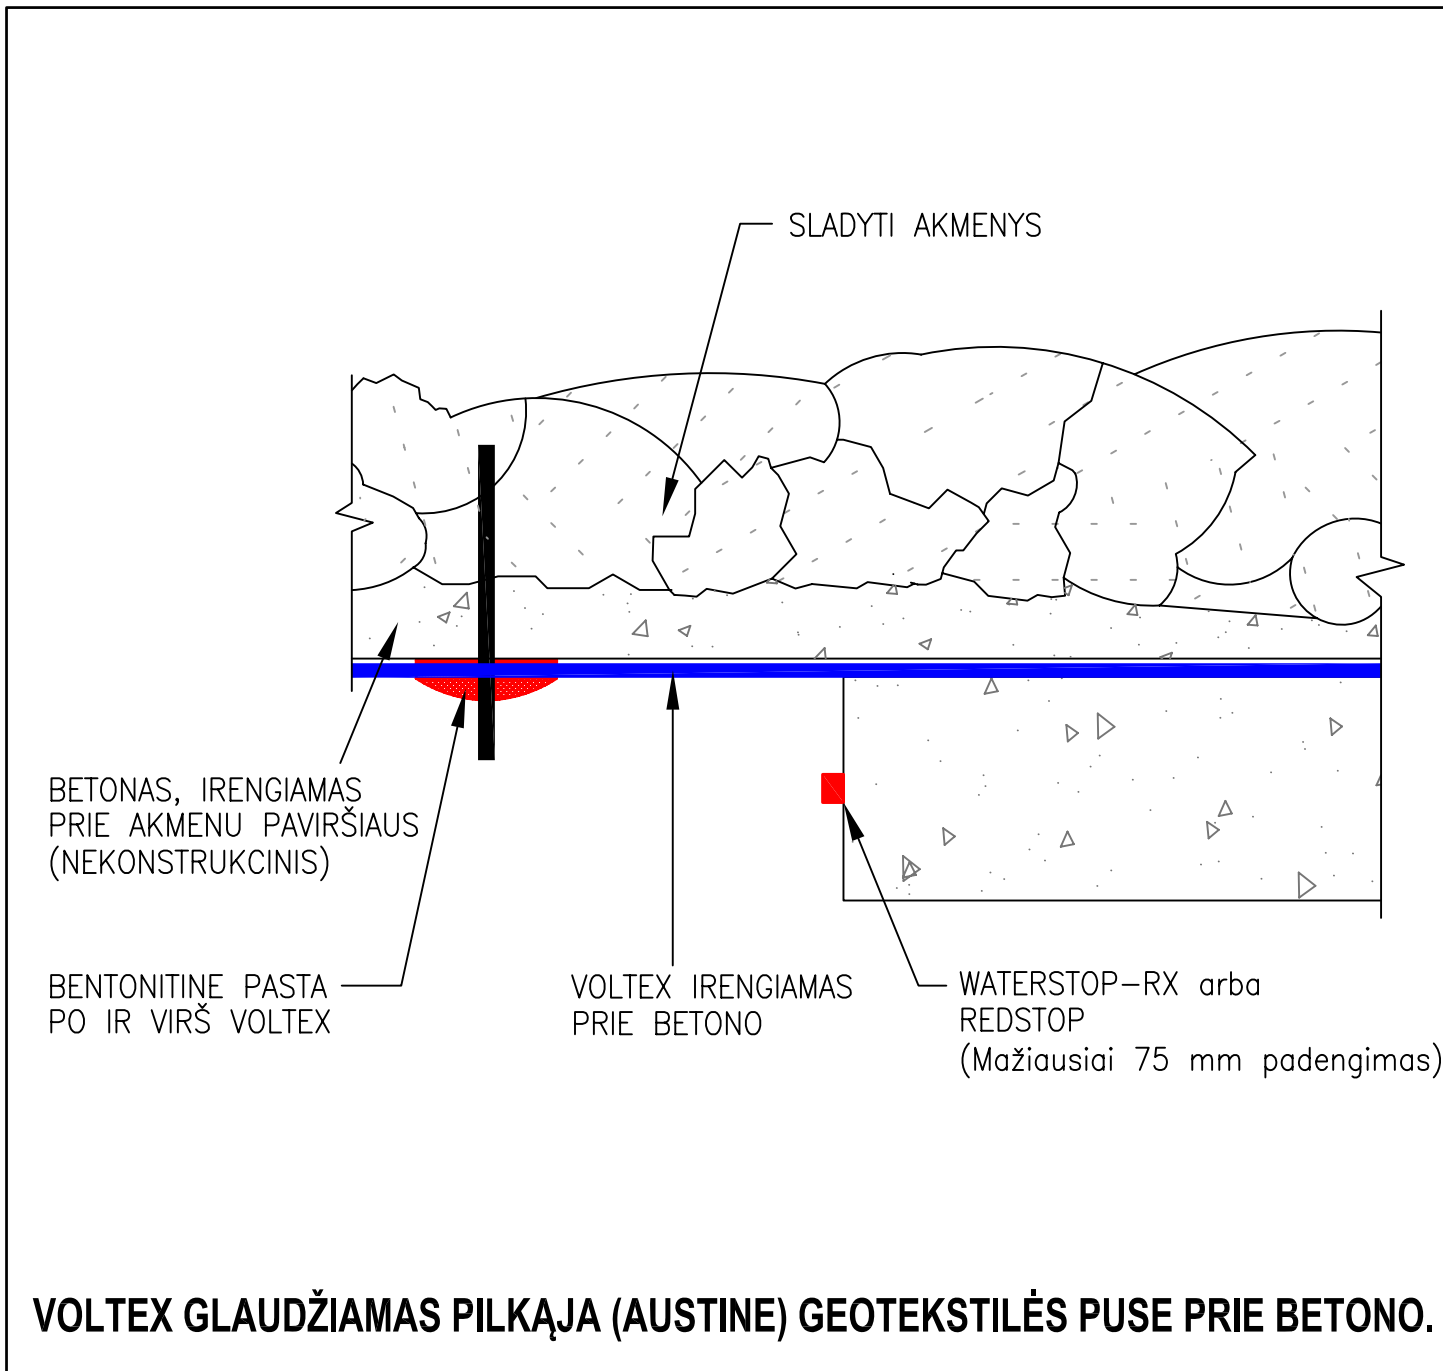 SLADYTI AKMENYS
BETONAS, IRENGIAMAS
PRIE AKMENU PAVIRŠIAUS
(NEKONSTRUKCINIS)
BENTONITINE PASTA
PO IR VIRŠ VOLTEX
VOLTEX IRENGIAMAS
PRIE BETONO
WATERSTOP-RX arba
REDSTOP
(Mažiausiai 75 mm padengimas)
VOLTEX GLAUDŽIAMAS PILKĄJA (AUSTINE) GEOTEKSTILĖS PUSE PRIE BETONO.